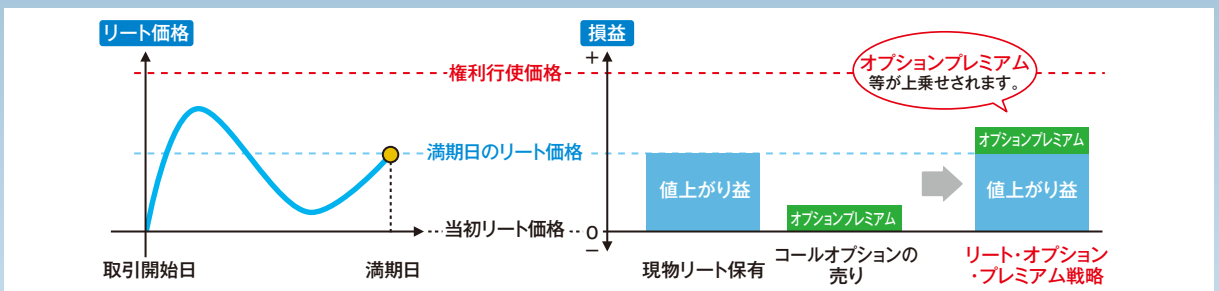 リート価格
権利行使価格
満期日のリート価格
当初リート価格
取引開始日
満期日
損益
+
0
−
オプションプレミアム
等が上乗せされます。
値上がり益
オプションプレミアム
オプションプレミアム
値上がり益
現物リート保有
コールオプションの
売り
リート・オプション
・プレミアム戦略